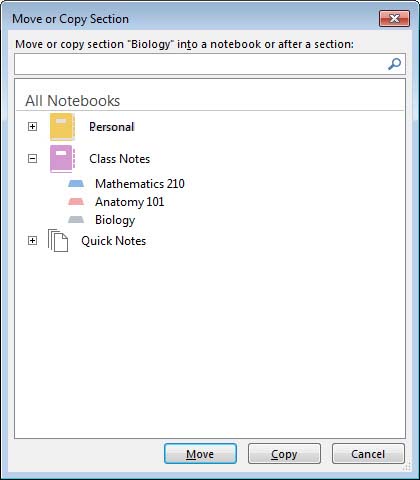 Move or Copy Section
Move or copy section "Biology" into a notebook or after a section:
All Notebooks
Personal
Class Notes
Mathematics 210
Anatomy 101
Biology
Quick Notes
Move Copy Cancel